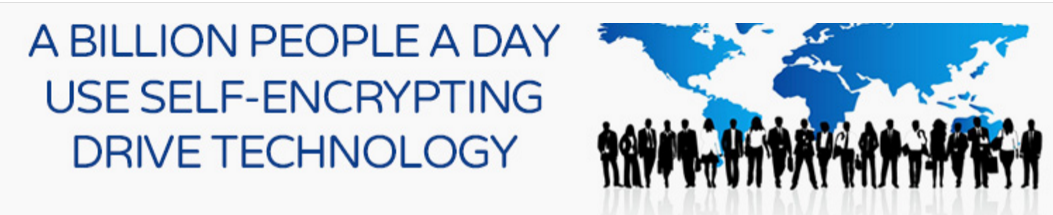 A BILLION PEOPLE A DAY
USE SELF-ENCRYPTING
DRIVE TECHNOLOGY